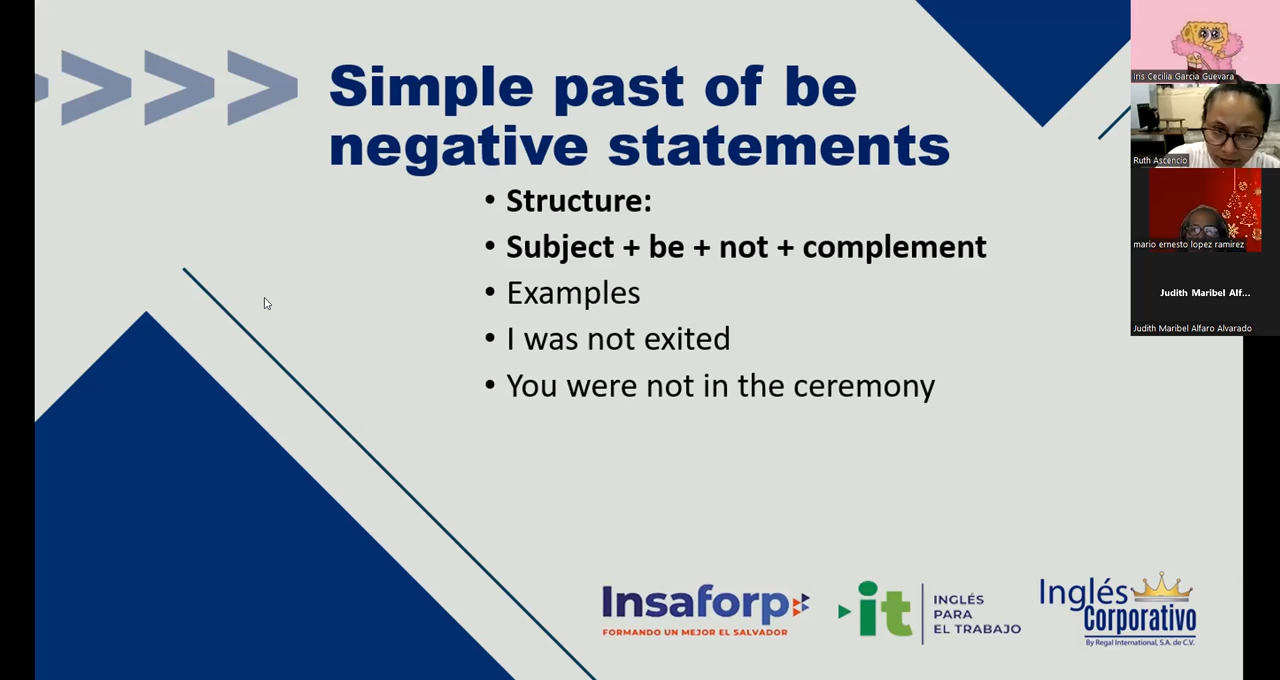 Simple past of be
negative statements
• Structure:
• Subject + be + not + complement
• Examples
• I was not exited
• You were not in the ceremony
Iris Cecilia Garcia Guevara
Ruth Ascencio
mario ernesto lopez ramirez
Judith Maribel Alf...
Judith Maribel Alfaro Alvarado
Insaforp
FORMANDO UN MEJOR EL SALVADOR
it
INGLÉS
PARA
EL TRABAJO
Inglés
Corporativo
By Regal International, S.A. de C.V.